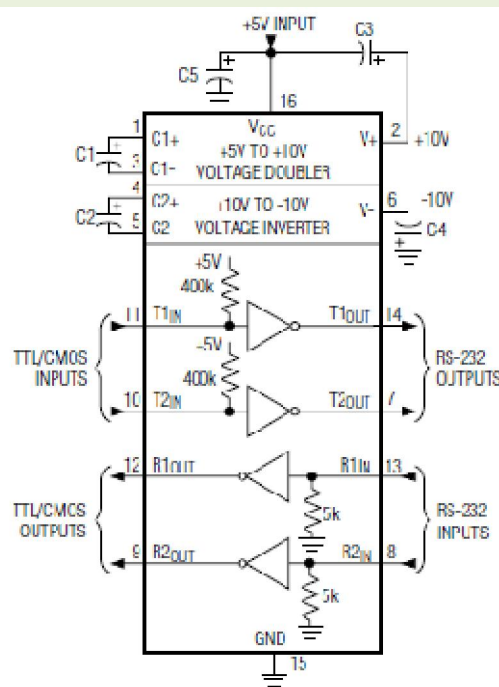 +5V INPUT
C3
C5
16
1
C1+
VCC
V+
2
+10V
C1
3
C1-
+5V TO +10V
VOLTAGE DOUBLER
4
C2+
C2
5
C2
+10V TO -10V
VOLTAGE INVERTER
V-
6
-10V
C4
+5V
400k
11
T1IN
T1OUT
14
TTL/CMOS
INPUTS
RS-232
OUTPUTS
400k
10
T2IN
T2OUT
7
12
R1OUT
R1IN
13
5k
TTL/CMOS
OUTPUTS
RS-232
INPUTS
9
R2OUT
R2IN
8
5k
GND
15